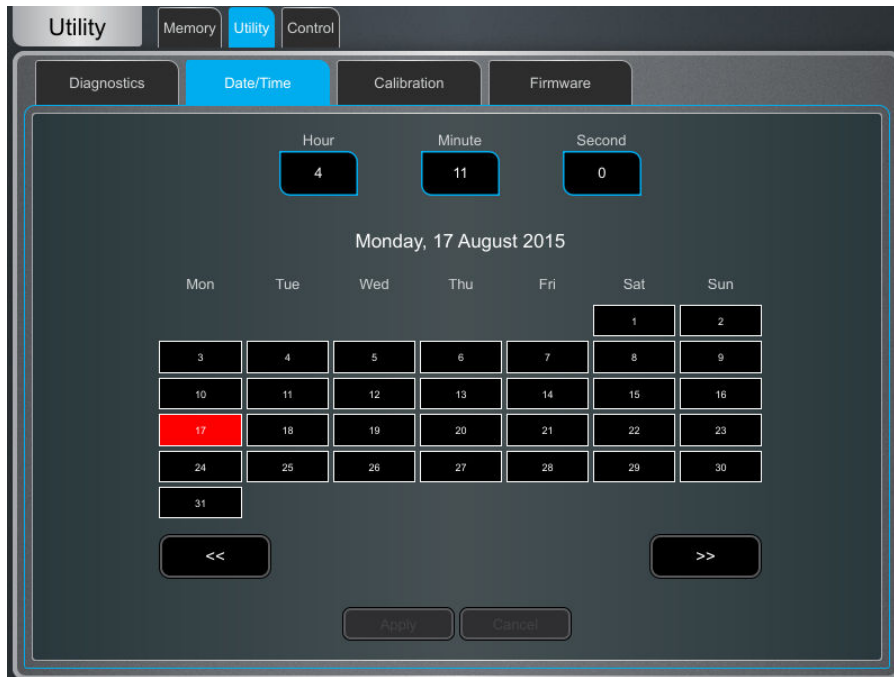 Utility Memory Utility Control
Diagnostics Date/Time Calibration Firmware
Hour Minute Second
4 11 0
Monday, 17 August 2015
Mon Tue Wed Thu Fri Sat Sun
1 2
3 4 5 6 7 8 9
10 11 12 13 14 15 16
17 18 19 20 21 22 23
24 25 26 27 28 29 30
31
<< >>
Apply Cancel